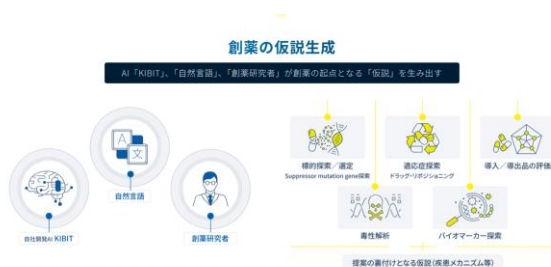 創薬の仮説生成
AI「KIBIT」、「自然言語」、「創薬研究者」が創薬の起点となる「仮説」を生み出す
A
文
自然言語
自社開発AI KIBIT
創薬研究者
標的探索／選定
Suppressor mutation gene探索
適応症探索
ドラッグ・リポジショニング
導入／導出品の評価
毒性解析
バイオマーカー探索
提案の裏付けとなる仮説（疾患メカニズム等）